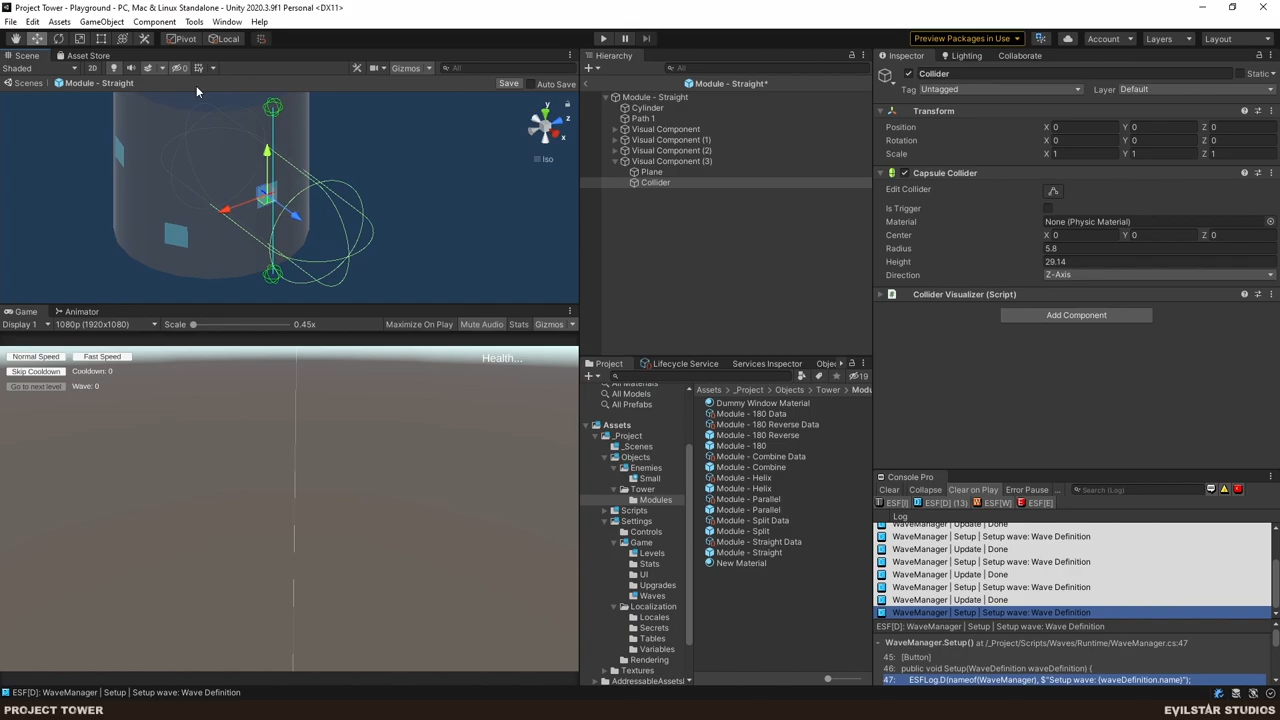 Project Tower - Playground - PC, Mac & Linux Standalone - Unity 2020.3.9f1 Personal <DX11>
File Edit Assets GameObject Component Tools Window Help
Pivot Local Preview Packages in Use Account Layers Layout
Scene Asset Store
Shaded 2D 0 Gizmos All
Scenes Module - Straight Save Auto Save
y z x
Iso
Game Animator
Display 1 1080p (1920x1080) Scale 0.45x Maximize On Play Mute Audio Stats Gizmos
Normal Speed Fast Speed Health...
Skip Cooldown Cooldown: 0
Go to next level Wave: 0
Hierarchy
All
Module - Straight*
Module - Straight
Cylinder
Path 1
Visual Component
Visual Component (1)
Visual Component (2)
Visual Component (3)
Plane
Collider
Project Lifecycle Service Services Inspector Objec
19
All Materials
All Models
All Prefabs
Assets
_Project
_Scenes
Objects
Enemies
Small
Tower
Modules
Scripts
Settings
Controls
Game
Levels
Stats
UI
Upgrades
Waves
Localization
Locales
Secrets
Tables
Variables
Rendering
Textures
AddressableAssetsI
Assets _Project Objects Tower Modu
Dummy Window Material
Module - 180 Data
Module - 180 Reverse Data
Module - 180 Reverse
Module - 180
Module - Combine Data
Module - Combine
Module - Helix
Module - Helix
Module - Parallel
Module - Parallel
Module - Split Data
Module - Split
Module - Straight Data
Module - Straight
New Material
Inspector Lighting Collaborate
Collider Static
Tag Untagged Layer Default
Transform
Position X 0 Y 0 Z 0
Rotation X 0 Y 0 Z 0
Scale X 1 Y 1 Z 1
Capsule Collider
Edit Collider
Is Trigger
Material None (Physic Material)
Center X 0 Y 0 Z 0
Radius 5.8
Height 29.14
Direction Z-Axis
Collider Visualizer (Script)
Add Component
Console Pro
Clear Collapse Clear on Play Error Pause Search (Log)
ESF[I] ESF[D] (13) ESF[W] ESF[E]
Log
WaveManager | Update | Done
WaveManager | Setup | Setup wave: Wave Definition
WaveManager | Update | Done
WaveManager | Setup | Setup wave: Wave Definition
WaveManager | Update | Done
WaveManager | Setup | Setup wave: Wave Definition
WaveManager | Update | Done
WaveManager | Setup | Setup wave: Wave Definition
ESF[D]: WaveManager | Setup | Setup wave: Wave Definition
WaveManager.Setup() at /_Project/Scripts/Waves/Runtime/WaveManager.cs:47
45: [Button]
46: public void Setup(WaveDefinition waveDefinition) {
47: ESFLog.D(nameof(WaveManager), $"Setup wave: {waveDefinition.name}");
ESF[D]: WaveManager | Setup | Setup wave: Wave Definition
PROJECT TOWER EVILSTAR STUDIOS